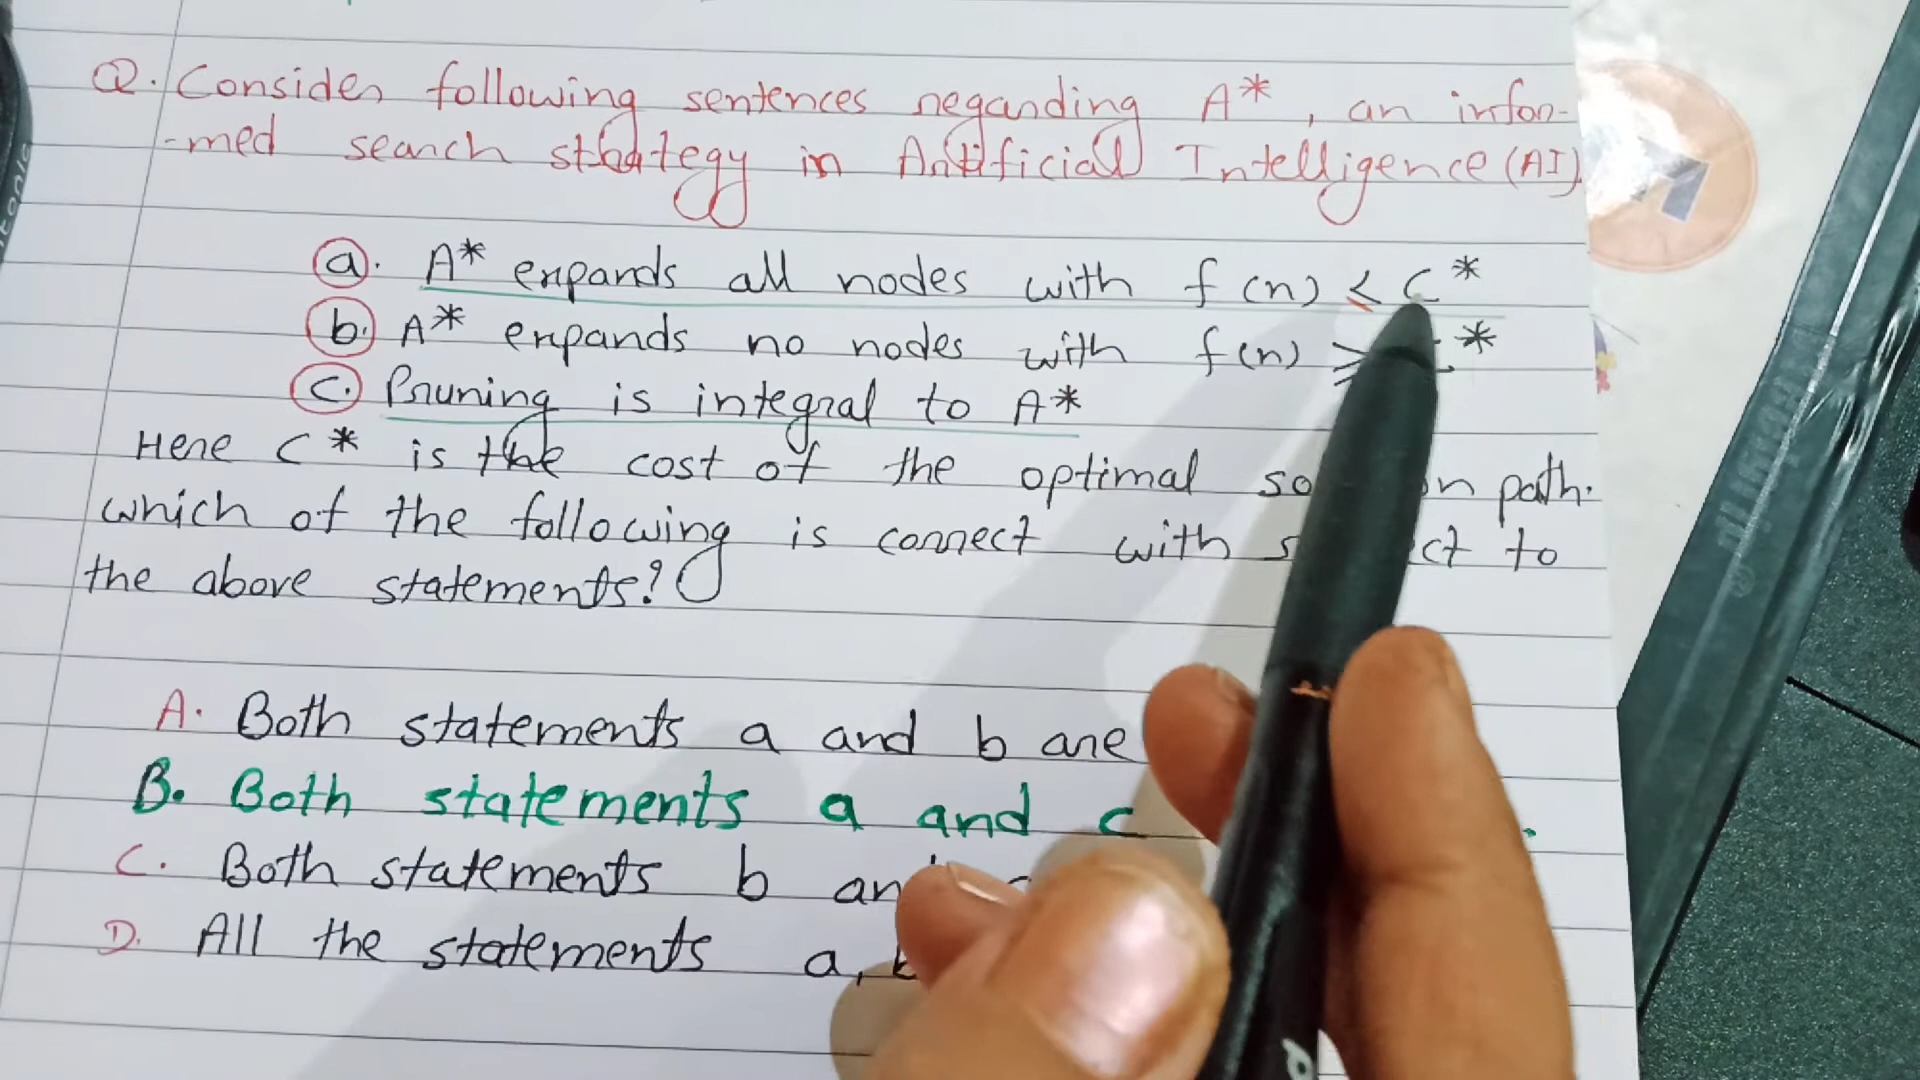 Q. Consider following sentences regarding A*, an infor-
-med search strategy in Artificial Intelligence (AI).
a. A* expands all nodes with f(n) < C*
b. A* expands no nodes with f(n) ≥ *
c. Pruning is integral to A*
Here C* is the cost of the optimal path.
which of the following is correct with to
the above statements?
A. Both statements a and b are
B. Both statements a and c
C. Both statements b
D. All the statements a,